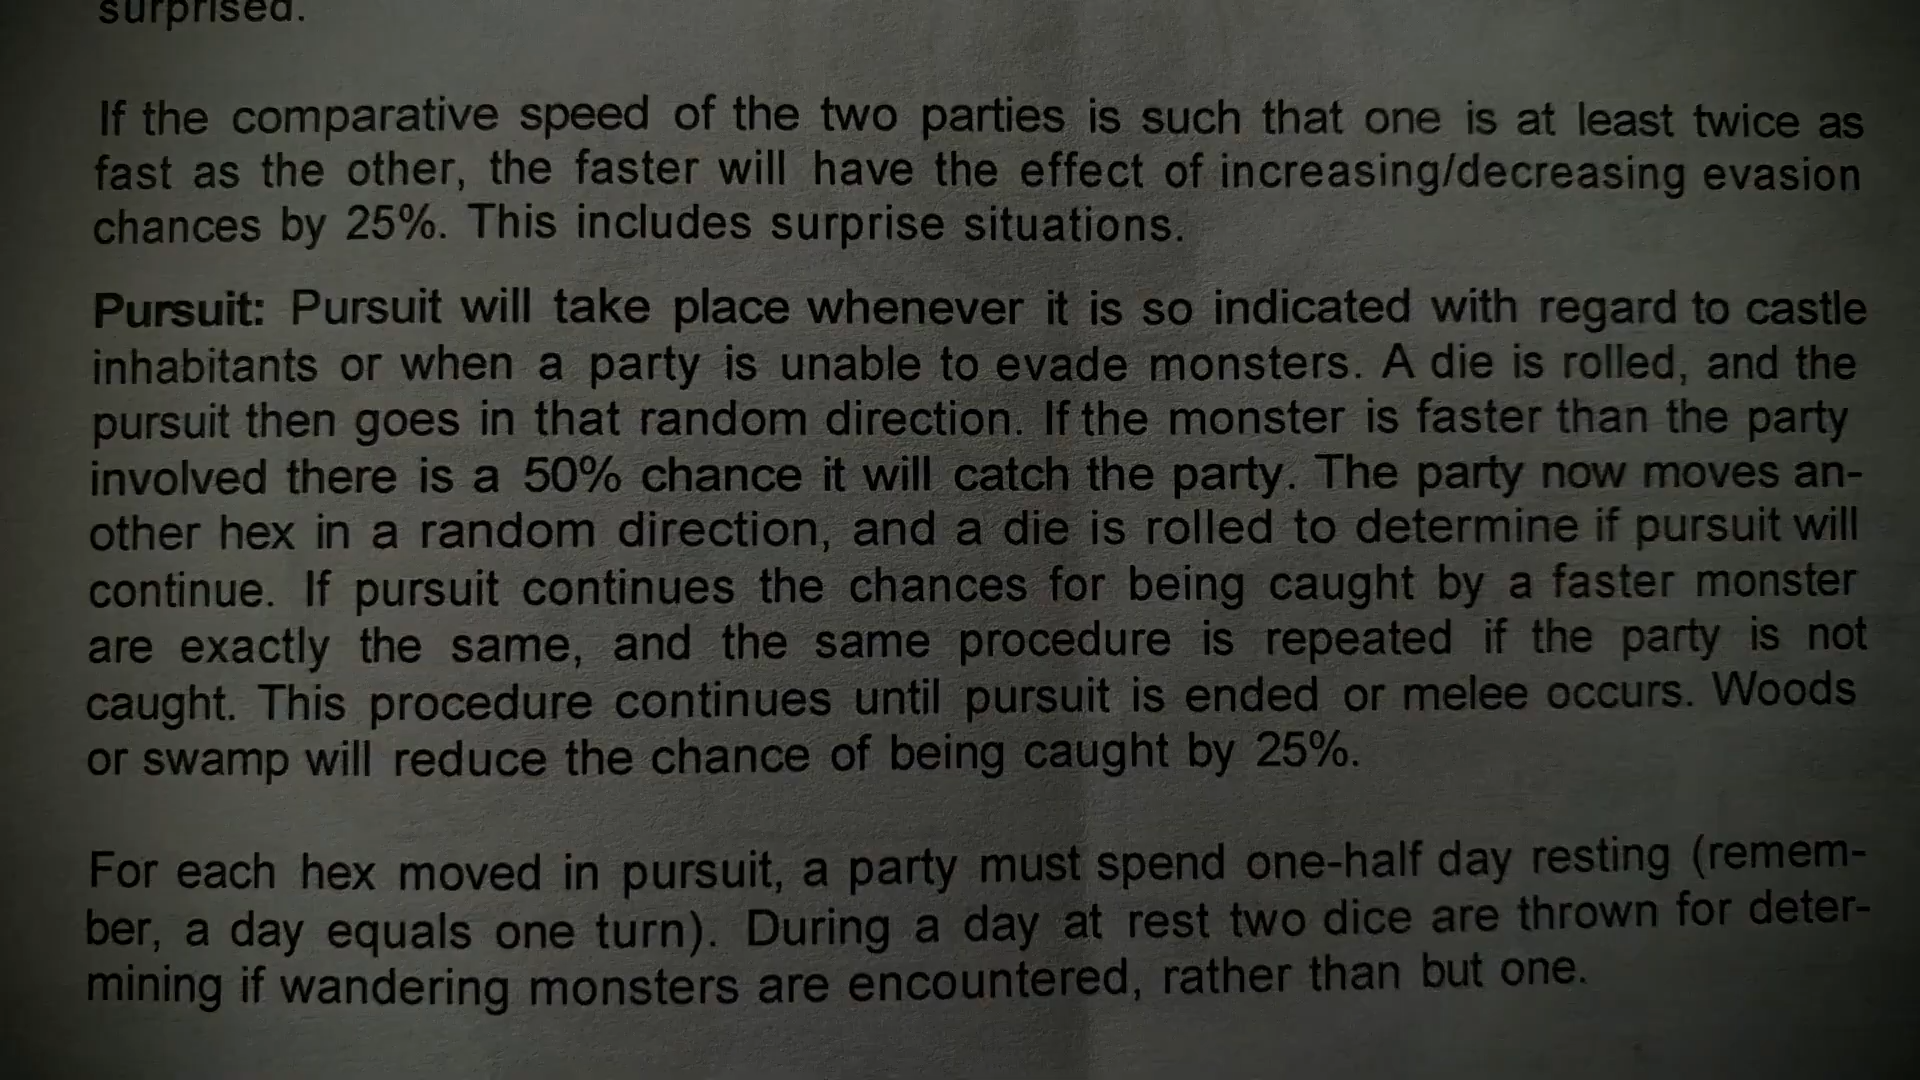 surprised.
If the comparative speed of the two parties is such that one is at least twice as
fast as the other, the faster will have the effect of increasing/decreasing evasion
chances by 25%. This includes surprise situations.
Pursuit: Pursuit will take place whenever it is so indicated with regard to castle
inhabitants or when a party is unable to evade monsters. A die is rolled, and the
pursuit then goes in that random direction. If the monster is faster than the party
involved there is a 50% chance it will catch the party. The party now moves an-
other hex in a random direction, and a die is rolled to determine if pursuit will
continue. If pursuit continues the chances for being caught by a faster monster
are exactly the same, and the same procedure is repeated if the party is not
caught. This procedure continues until pursuit is ended or melee occurs. Woods
or swamp will reduce the chance of being caught by 25%.
For each hex moved in pursuit, a party must spend one-half day resting (remem-
ber, a day equals one turn). During a day at rest two dice are thrown for deter-
mining if wandering monsters are encountered, rather than but one.